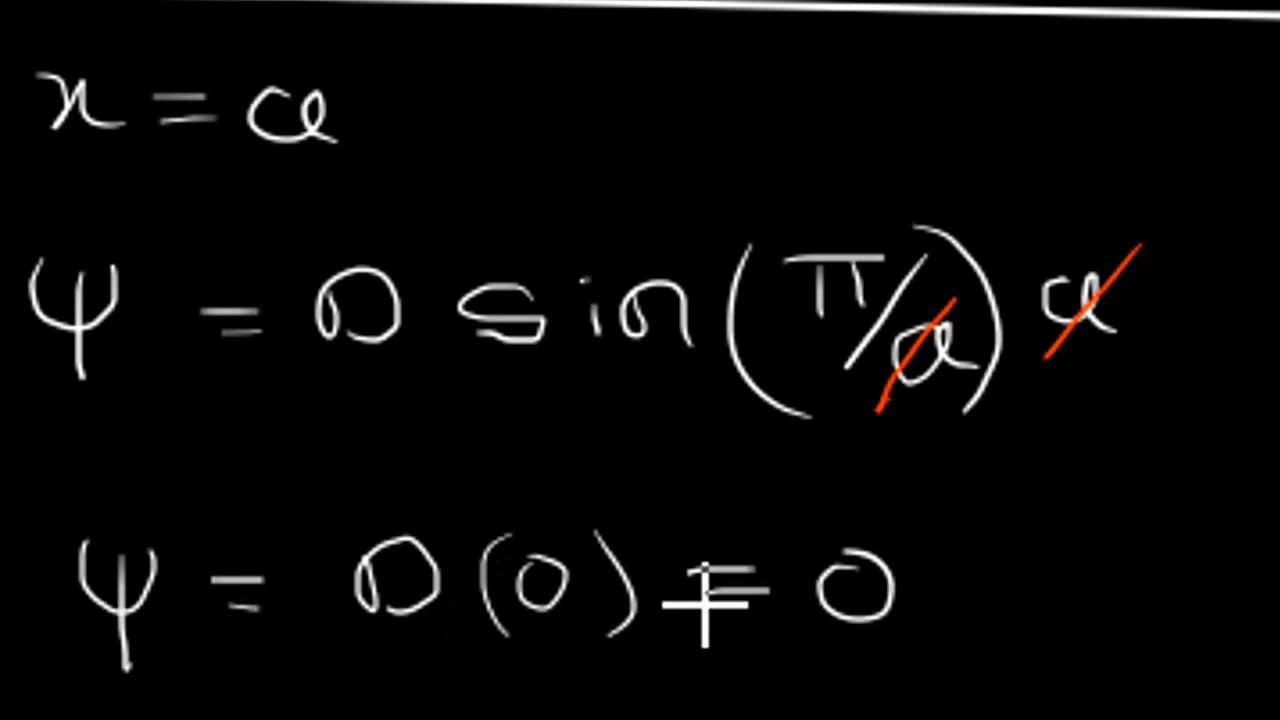 x = a
ψ = D sin(π/a) a
ψ = D(0) = 0